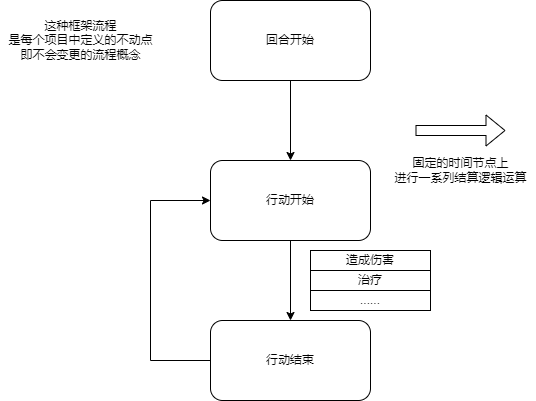 这种框架流程
是每个项目中定义的不动点
即不会变更的流程概念
回合开始
固定的时间节点上
进行一系列结算逻辑运算
行动开始
造成伤害
治疗
......
行动结束